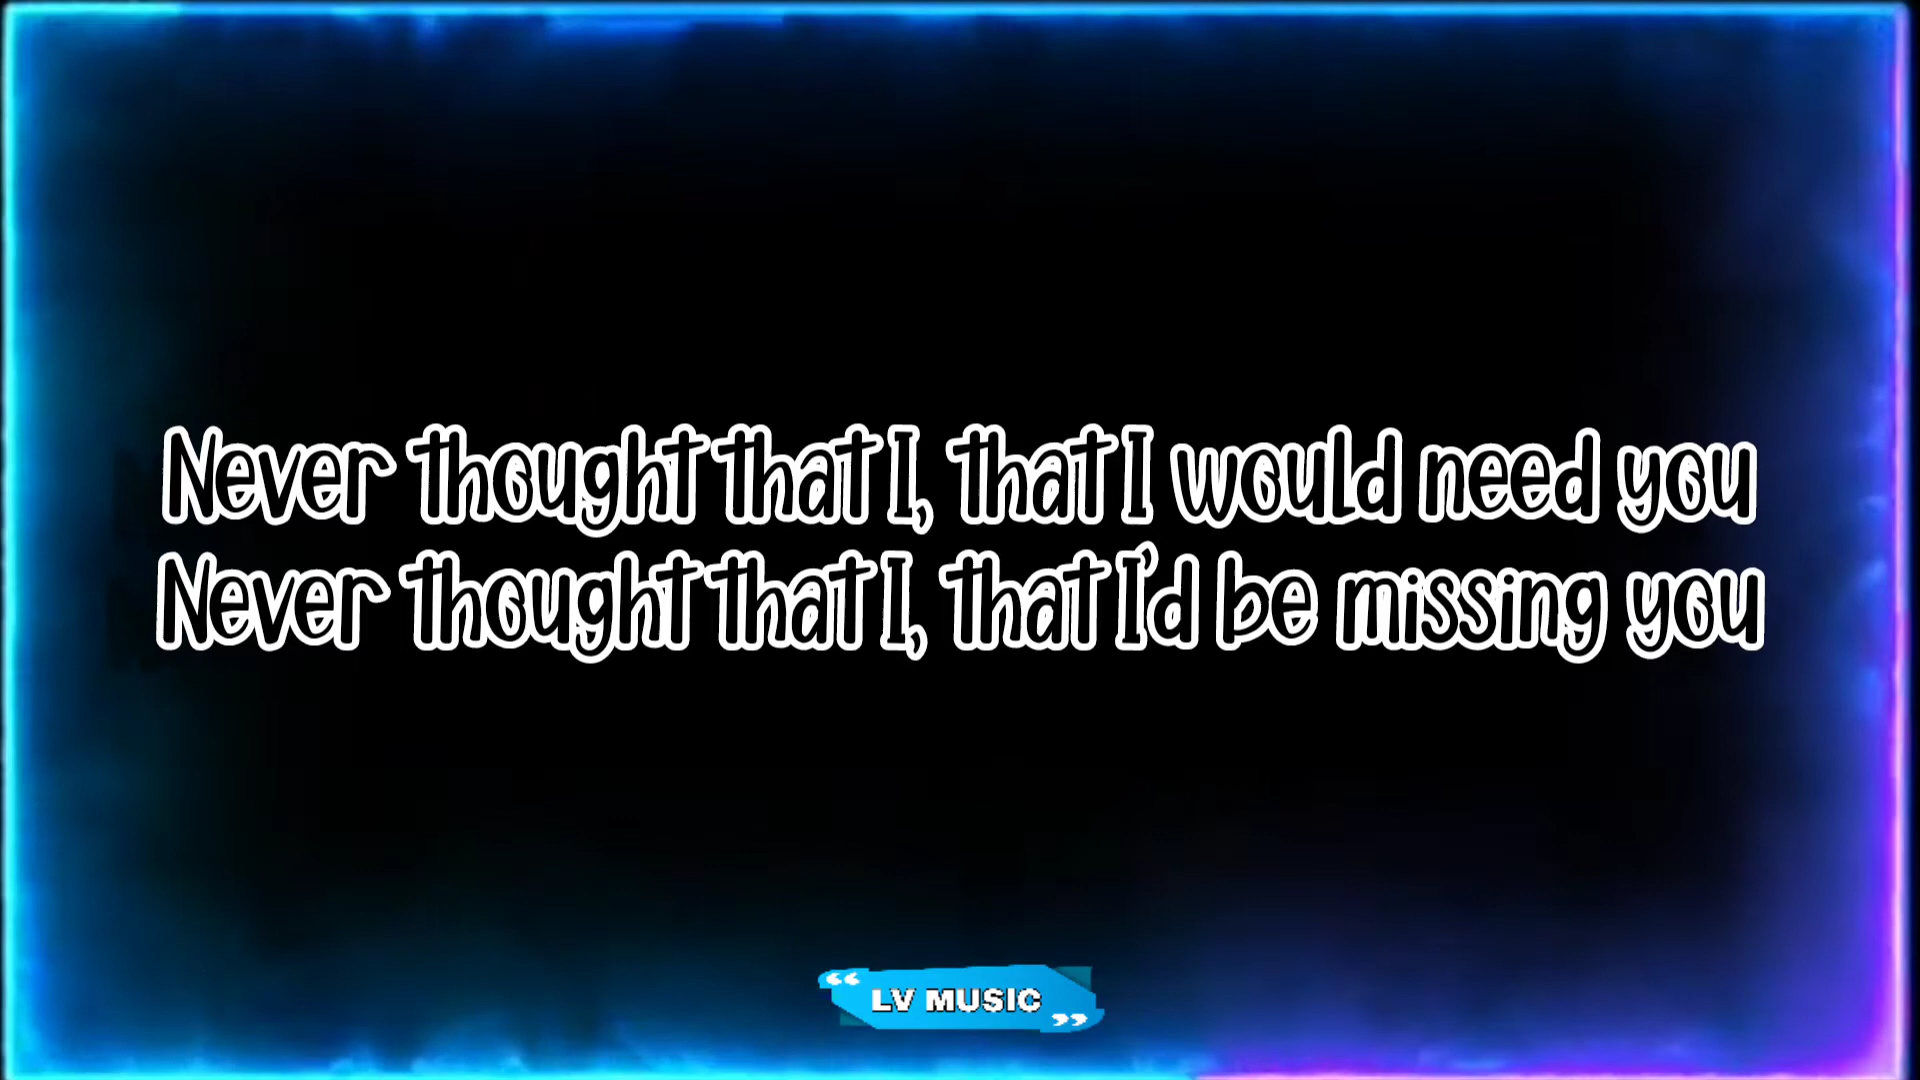 Never thought that I, that I would need you
Never thought that I, that I'd be missing you
“ LV MUSIC ”